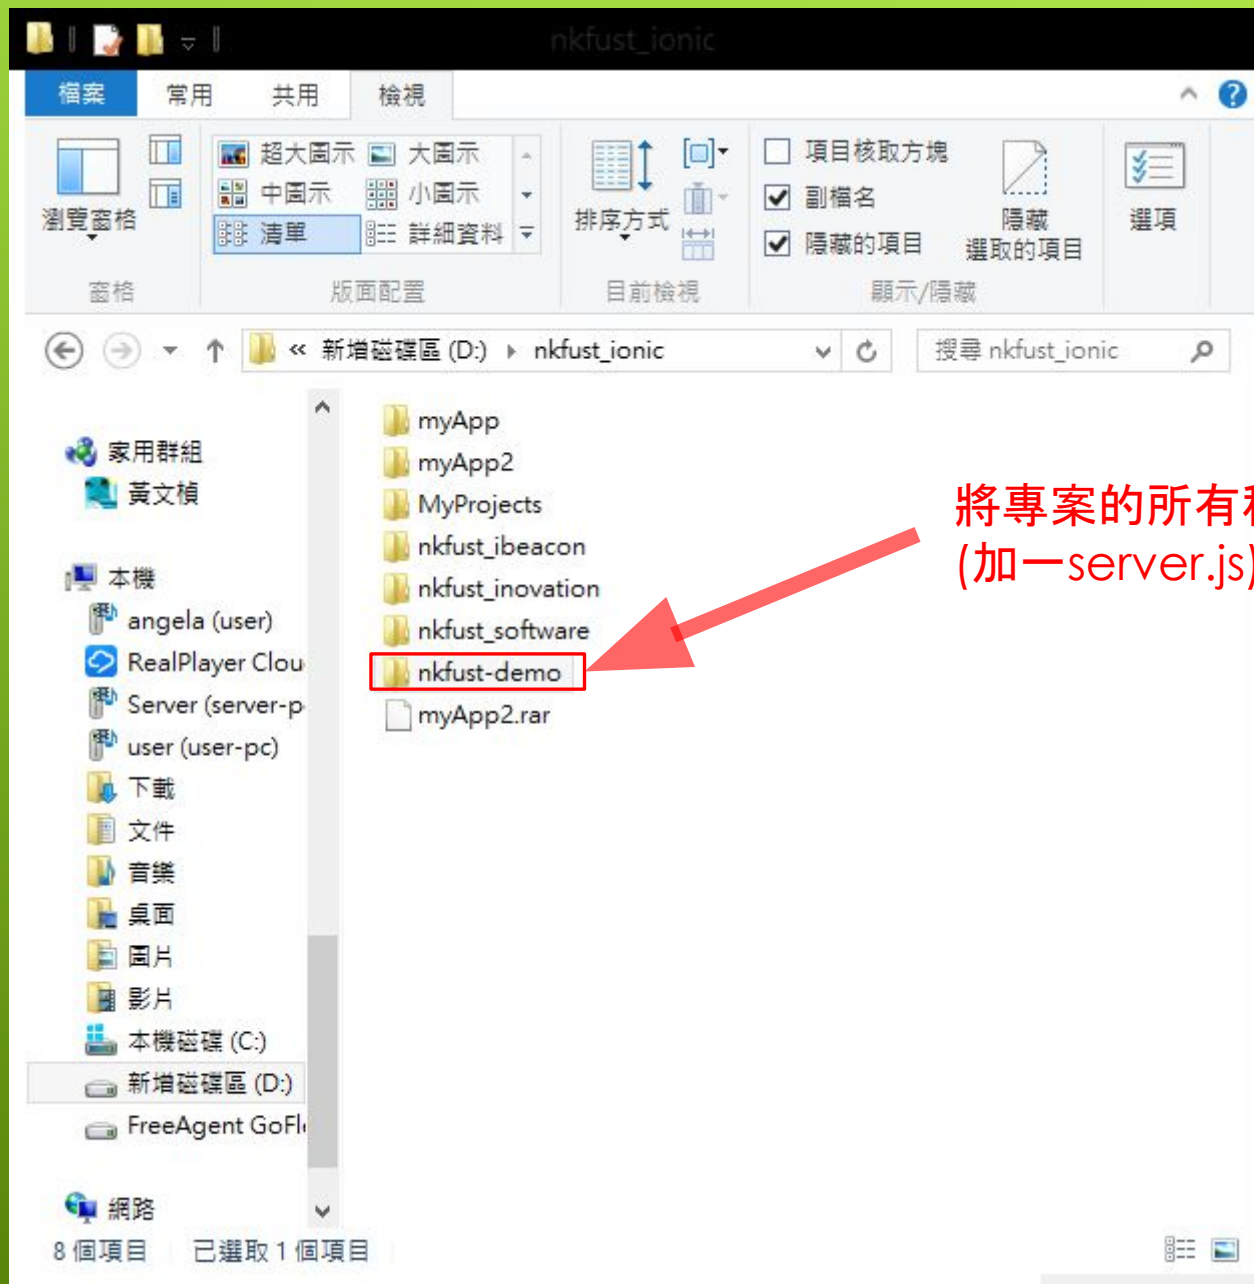 nkfust_ionic
檔案 常用 共用 檢視
超大圖示 大圖示 項目核取方塊
中圖示 小圖示 副檔名
瀏覽窗格 清單 詳細資料 排序方式 隱藏的項目 隱藏 選取的項目 選項
窗格 版面配置 目前檢視 顯示/隱藏
« 新增磁碟區 (D:) nkfust_ionic 搜尋 nkfust_ionic
家用群組
黃文楨
本機
angela (user)
RealPlayer Clou
Server (server-p
user (user-pc)
下載
文件
音樂
桌面
圖片
影片
本機磁碟 (C:)
新增磁碟區 (D:)
FreeAgent GoFl
網路
myApp
myApp2
MyProjects
nkfust_ibeacon
nkfust_inovation
nkfust_software
nkfust-demo
myApp2.rar
將專案的所有
(加一server.js)
8 個項目 已選取 1 個項目